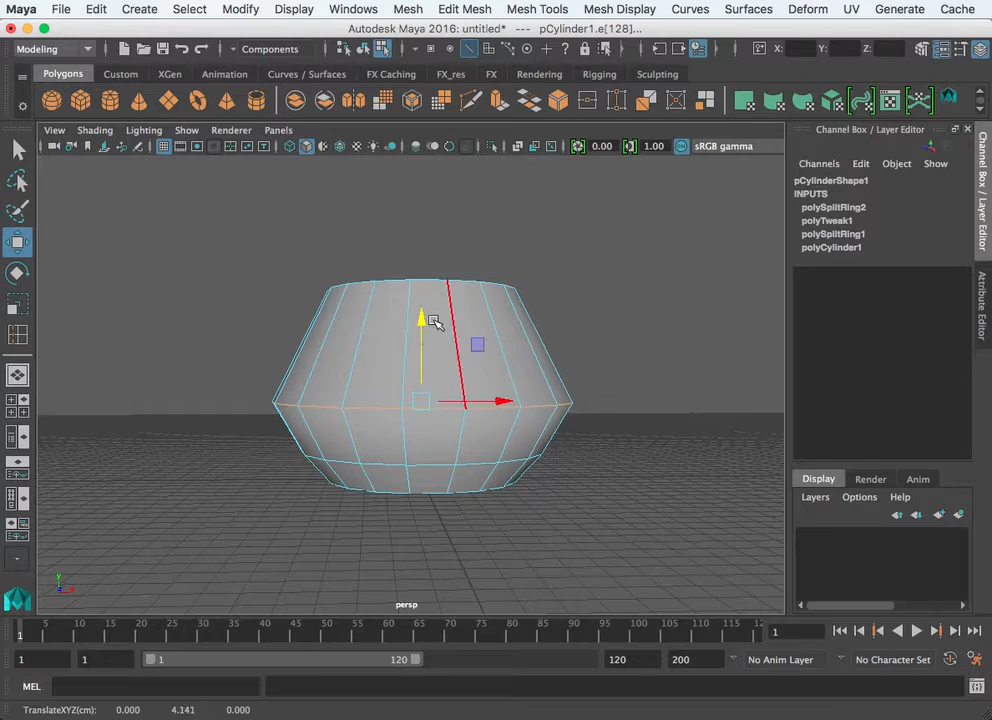 Maya File Edit Create Select Modify Display Windows Mesh Edit Mesh Mesh Tools Mesh Display Curves Surfaces Deform UV Generate Cache
Autodesk Maya 2016: untitled* --- pCylinder1.e[128]...
Modeling Components X: Y: Z:
Polygons Custom XGen Animation Curves / Surfaces FX Caching FX_res FX Rendering Rigging Sculpting
View Shading Lighting Show Renderer Panels
0.00 1.00 sRGB gamma
Channel Box / Layer Editor
Channels Edit Object Show
pCylinderShape1
INPUTS
polySplitRing2
polyTweak1
polySplitRing1
polyCylinder1
Channel Box / Layer Editor
Attribute Editor
Display Render Anim
Layers Options Help
persp
5 10 15 20 25 30 35 40 45 50 55 60 65 70 75 80 85 90 95 100 105 110 115 12
1
1
1 1 1 120 120 200 No Anim Layer No Character Set
MEL
TranslateXYZ(cm): 0.000 4.141 0.000